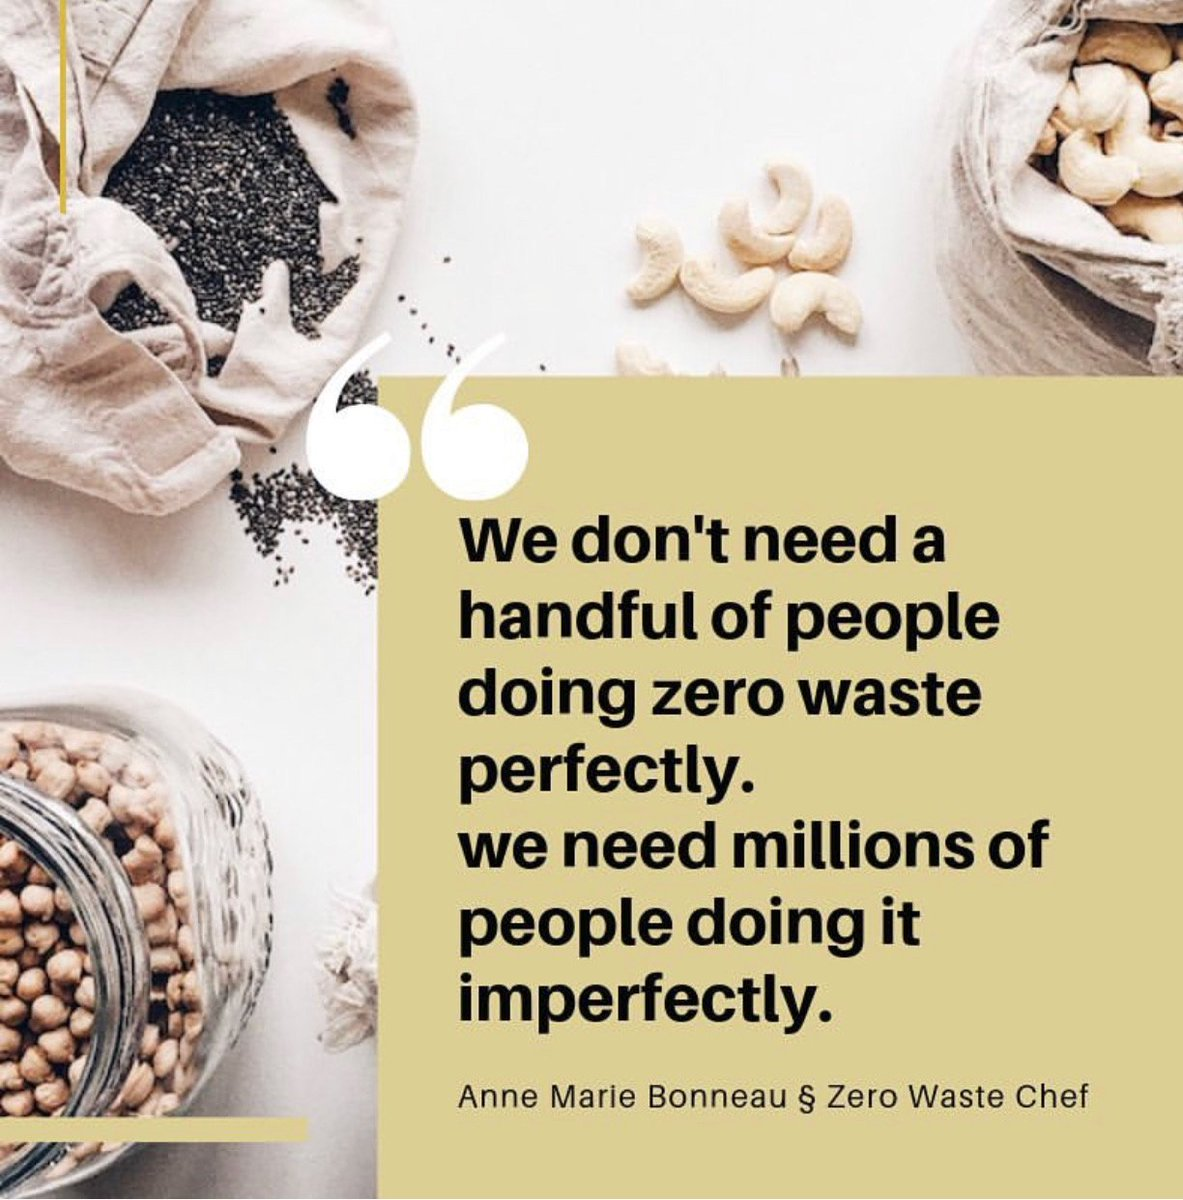 We don't need a
handful of people
doing zero waste
perfectly.
we need millions of
people doing it
imperfectly.
Anne Marie Bonneau § Zero Waste Chef